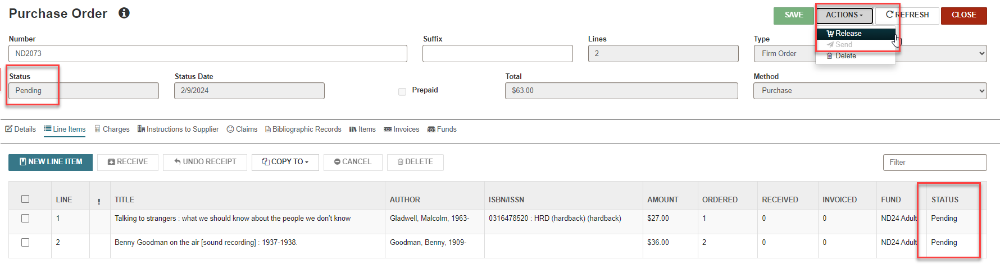 Purchase Order
SAVE ACTIONS REFRESH CLOSE
Release
Send
Delete
Number Suffix Lines Type
ND2073 2 Firm Order
Status Status Date Total Method
Pending 2/9/2024 Prepaid $63.00 Purchase
Details Line Items Charges Instructions to Supplier Claims Bibliographic Records Items Invoices Funds
NEW LINE ITEM RECEIVE UNDO RECEIPT COPY TO CANCEL DELETE Filter
LINE ! TITLE AUTHOR ISBN/ISSN AMOUNT ORDERED RECEIVED INVOICED FUND STATUS
1 Talking to strangers : what we should know about the people we don't know Gladwell, Malcolm, 1963- 0316478520 : HRD (hardback) (hardback) $27.00 1 0 0 ND24 Adult Pending
2 Benny Goodman on the air [sound recording] : 1937-1938. Goodman, Benny, 1909- $36.00 2 0 0 ND24 Adult Pending